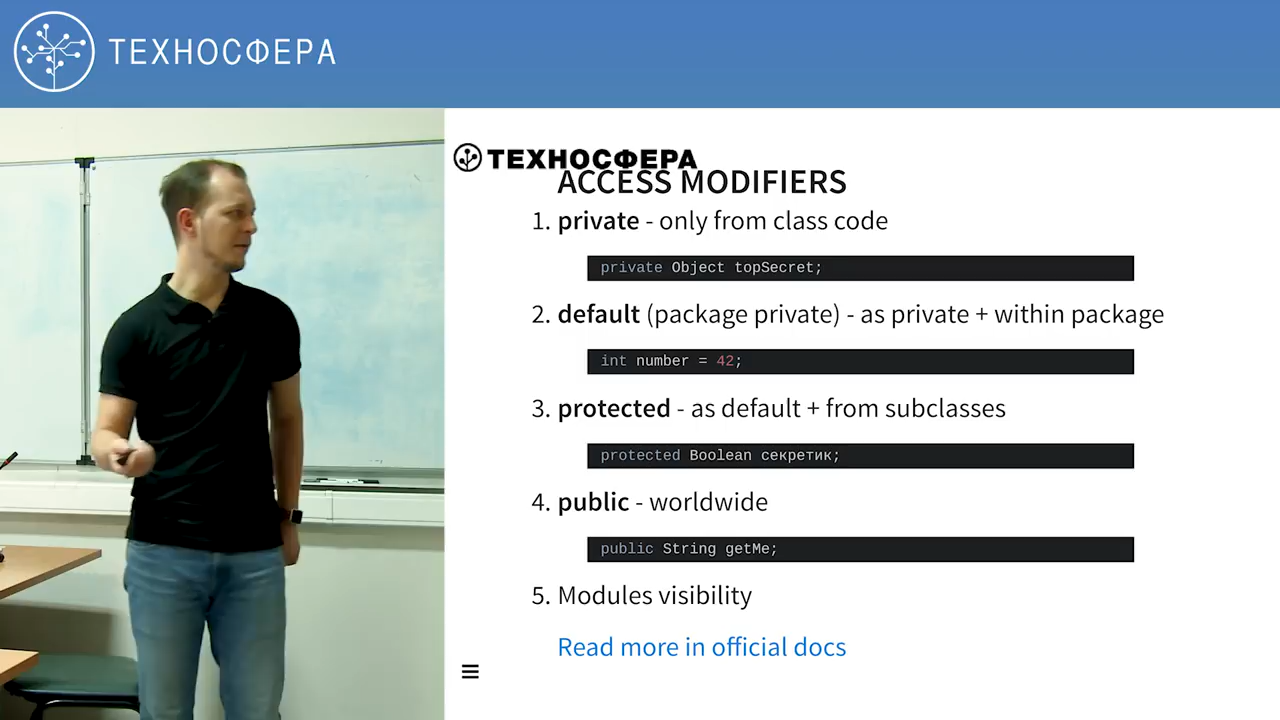 ТЕХНОСФЕРА
ТЕХНОСФЕРА
ACCESS MODIFIERS
1. private - only from class code
private Object topSecret;
2. default (package private) - as private + within package
int number = 42;
3. protected - as default + from subclasses
protected Boolean секретик;
4. public - worldwide
public String getMe;
5. Modules visibility
Read more in official docs